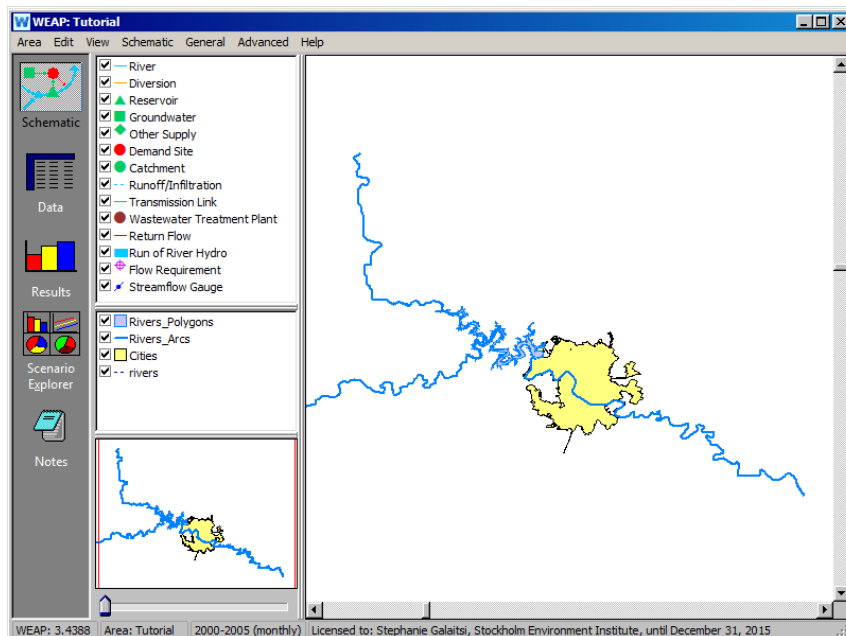 WEAP: Tutorial
Area Edit View Schematic General Advanced Help
Schematic
Data
Results
Scenario
Explorer
Notes
River
Diversion
Reservoir
Groundwater
Other Supply
Demand Site
Catchment
Runoff/Infiltration
Transmission Link
Wastewater Treatment Plant
Return Flow
Run of River Hydro
Flow Requirement
Streamflow Gauge
Rivers_Polygons
Rivers_Arcs
Cities
rivers
WEAP: 3.4388 Area: Tutorial 2000-2005 (monthly) Licensed to: Stephanie Galaitsi, Stockholm Environment Institute, until December 31, 2015